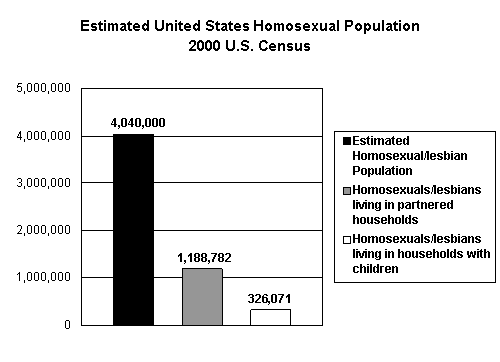 Estimated United States Homosexual Population
2000 U.S. Census
5,000,000
4,000,000
3,000,000
2,000,000
1,000,000
0
4,040,000
1,188,782
326,071
Estimated
Homosexual/lesbian
Population
Homosexuals/lesbians
living in partnered
households
Homosexuals/lesbians
living in households with
children